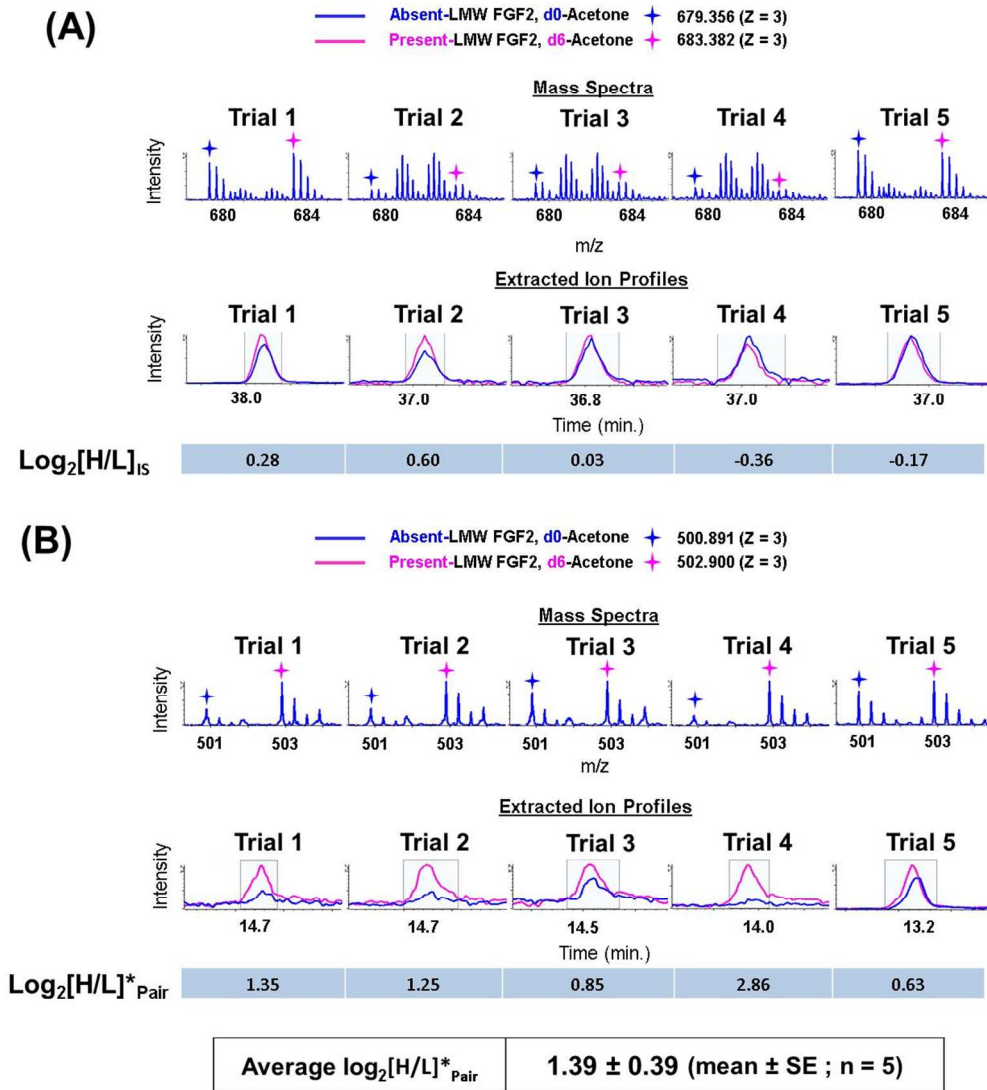 (A)
Absent-LMW FGF2, d0-Acetone 679.356 (Z = 3)
Present-LMW FGF2, d6-Acetone 683.382 (Z = 3)
Mass Spectra
Trial 1 Trial 2 Trial 3 Trial 4 Trial 5
Intensity
680 684 680 684 680 684 680 684 680 684
m/z
Extracted Ion Profiles
Trial 1 Trial 2 Trial 3 Trial 4 Trial 5
Intensity
38.0 37.0 36.8 37.0 37.0
Time (min.)
Log2[H/L]IS 0.28 0.60 0.03 -0.36 -0.17
(B)
Absent-LMW FGF2, d0-Acetone 500.891 (Z = 3)
Present-LMW FGF2, d6-Acetone 502.900 (Z = 3)
Mass Spectra
Trial 1 Trial 2 Trial 3 Trial 4 Trial 5
Intensity
501 503 501 503 501 503 501 503 501 503
m/z
Extracted Ion Profiles
Trial 1 Trial 2 Trial 3 Trial 4 Trial 5
Intensity
14.7 14.7 14.5 14.0 13.2
Time (min.)
Log2[H/L]*Pair 1.35 1.25 0.85 2.86 0.63
Average log2[H/L]*Pair 1.39 ± 0.39 (mean ± SE ; n = 5)